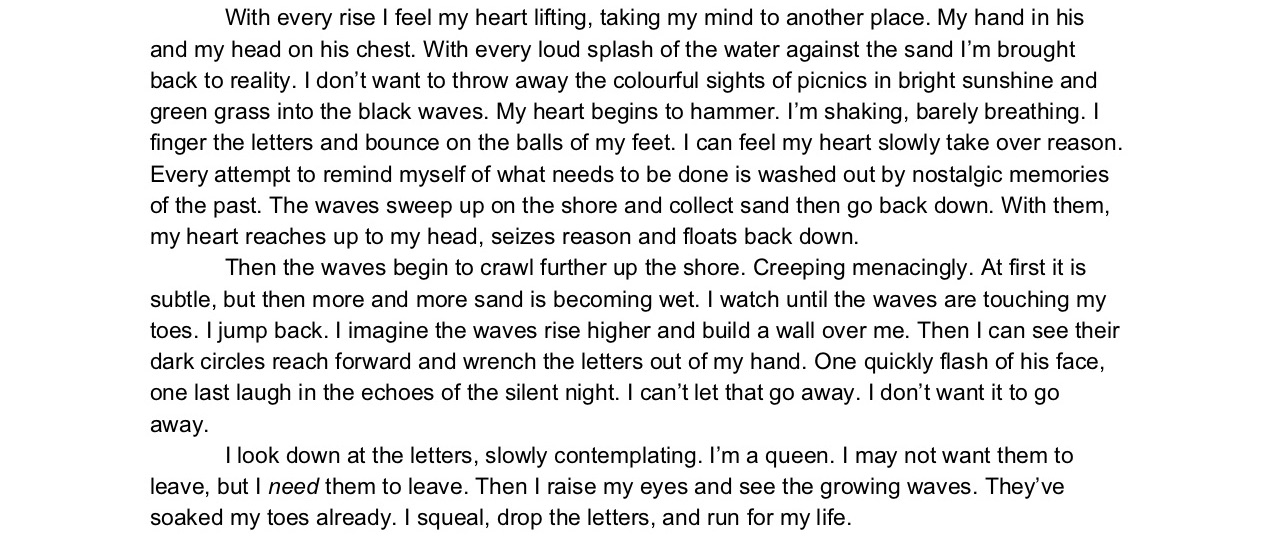 With every rise I feel my heart lifting, taking my mind to another place. My hand in his
and my head on his chest. With every loud splash of the water against the sand I’m brought
back to reality. I don’t want to throw away the colourful sights of picnics in bright sunshine and
green grass into the black waves. My heart begins to hammer. I’m shaking, barely breathing. I
finger the letters and bounce on the balls of my feet. I can feel my heart slowly take over reason.
Every attempt to remind myself of what needs to be done is washed out by nostalgic memories
of the past. The waves sweep up on the shore and collect sand then go back down. With them,
my heart reaches up to my head, seizes reason and floats back down.
Then the waves begin to crawl further up the shore. Creeping menacingly. At first it is
subtle, but then more and more sand is becoming wet. I watch until the waves are touching my
toes. I jump back. I imagine the waves rise higher and build a wall over me. Then I can see their
dark circles reach forward and wrench the letters out of my hand. One quickly flash of his face,
one last laugh in the echoes of the silent night. I can’t let that go away. I don’t want it to go
away.
I look down at the letters, slowly contemplating. I’m a queen. I may not want them to
leave, but I need them to leave. Then I raise my eyes and see the growing waves. They’ve
soaked my toes already. I squeal, drop the letters, and run for my life.